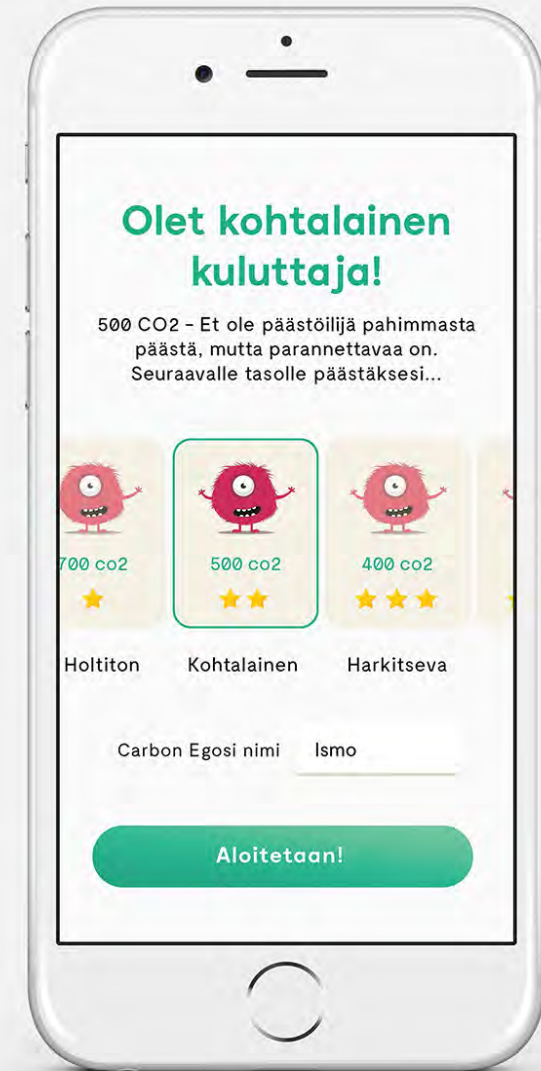 Olet kohtalainen
kuluttaja!
500 CO2 - Et ole päästöilijä pahimmasta
päästä, mutta parannettavaa on.
Seuraavalle tasolle päästäksesi...
700 co2
500 co2
400 co2
Holtiton
Kohtalainen
Harkitseva
Carbon Egosi nimi
Ismo
Aloitetaan!